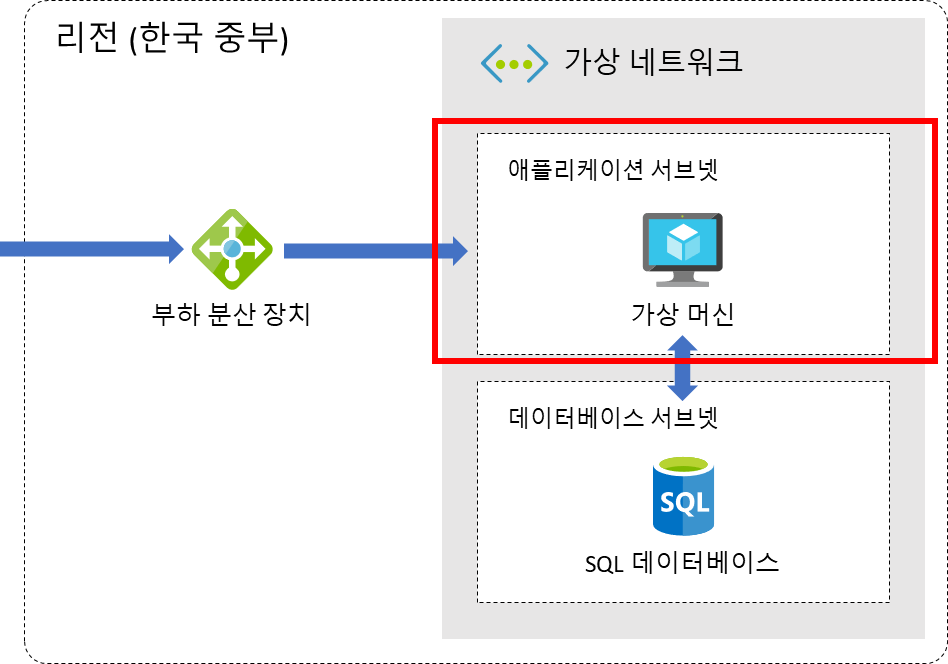 리전 (한국 중부)
가상 네트워크
애플리케이션 서브넷
부하 분산 장치
가상 머신
데이터베이스 서브넷
SQL
SQL 데이터베이스